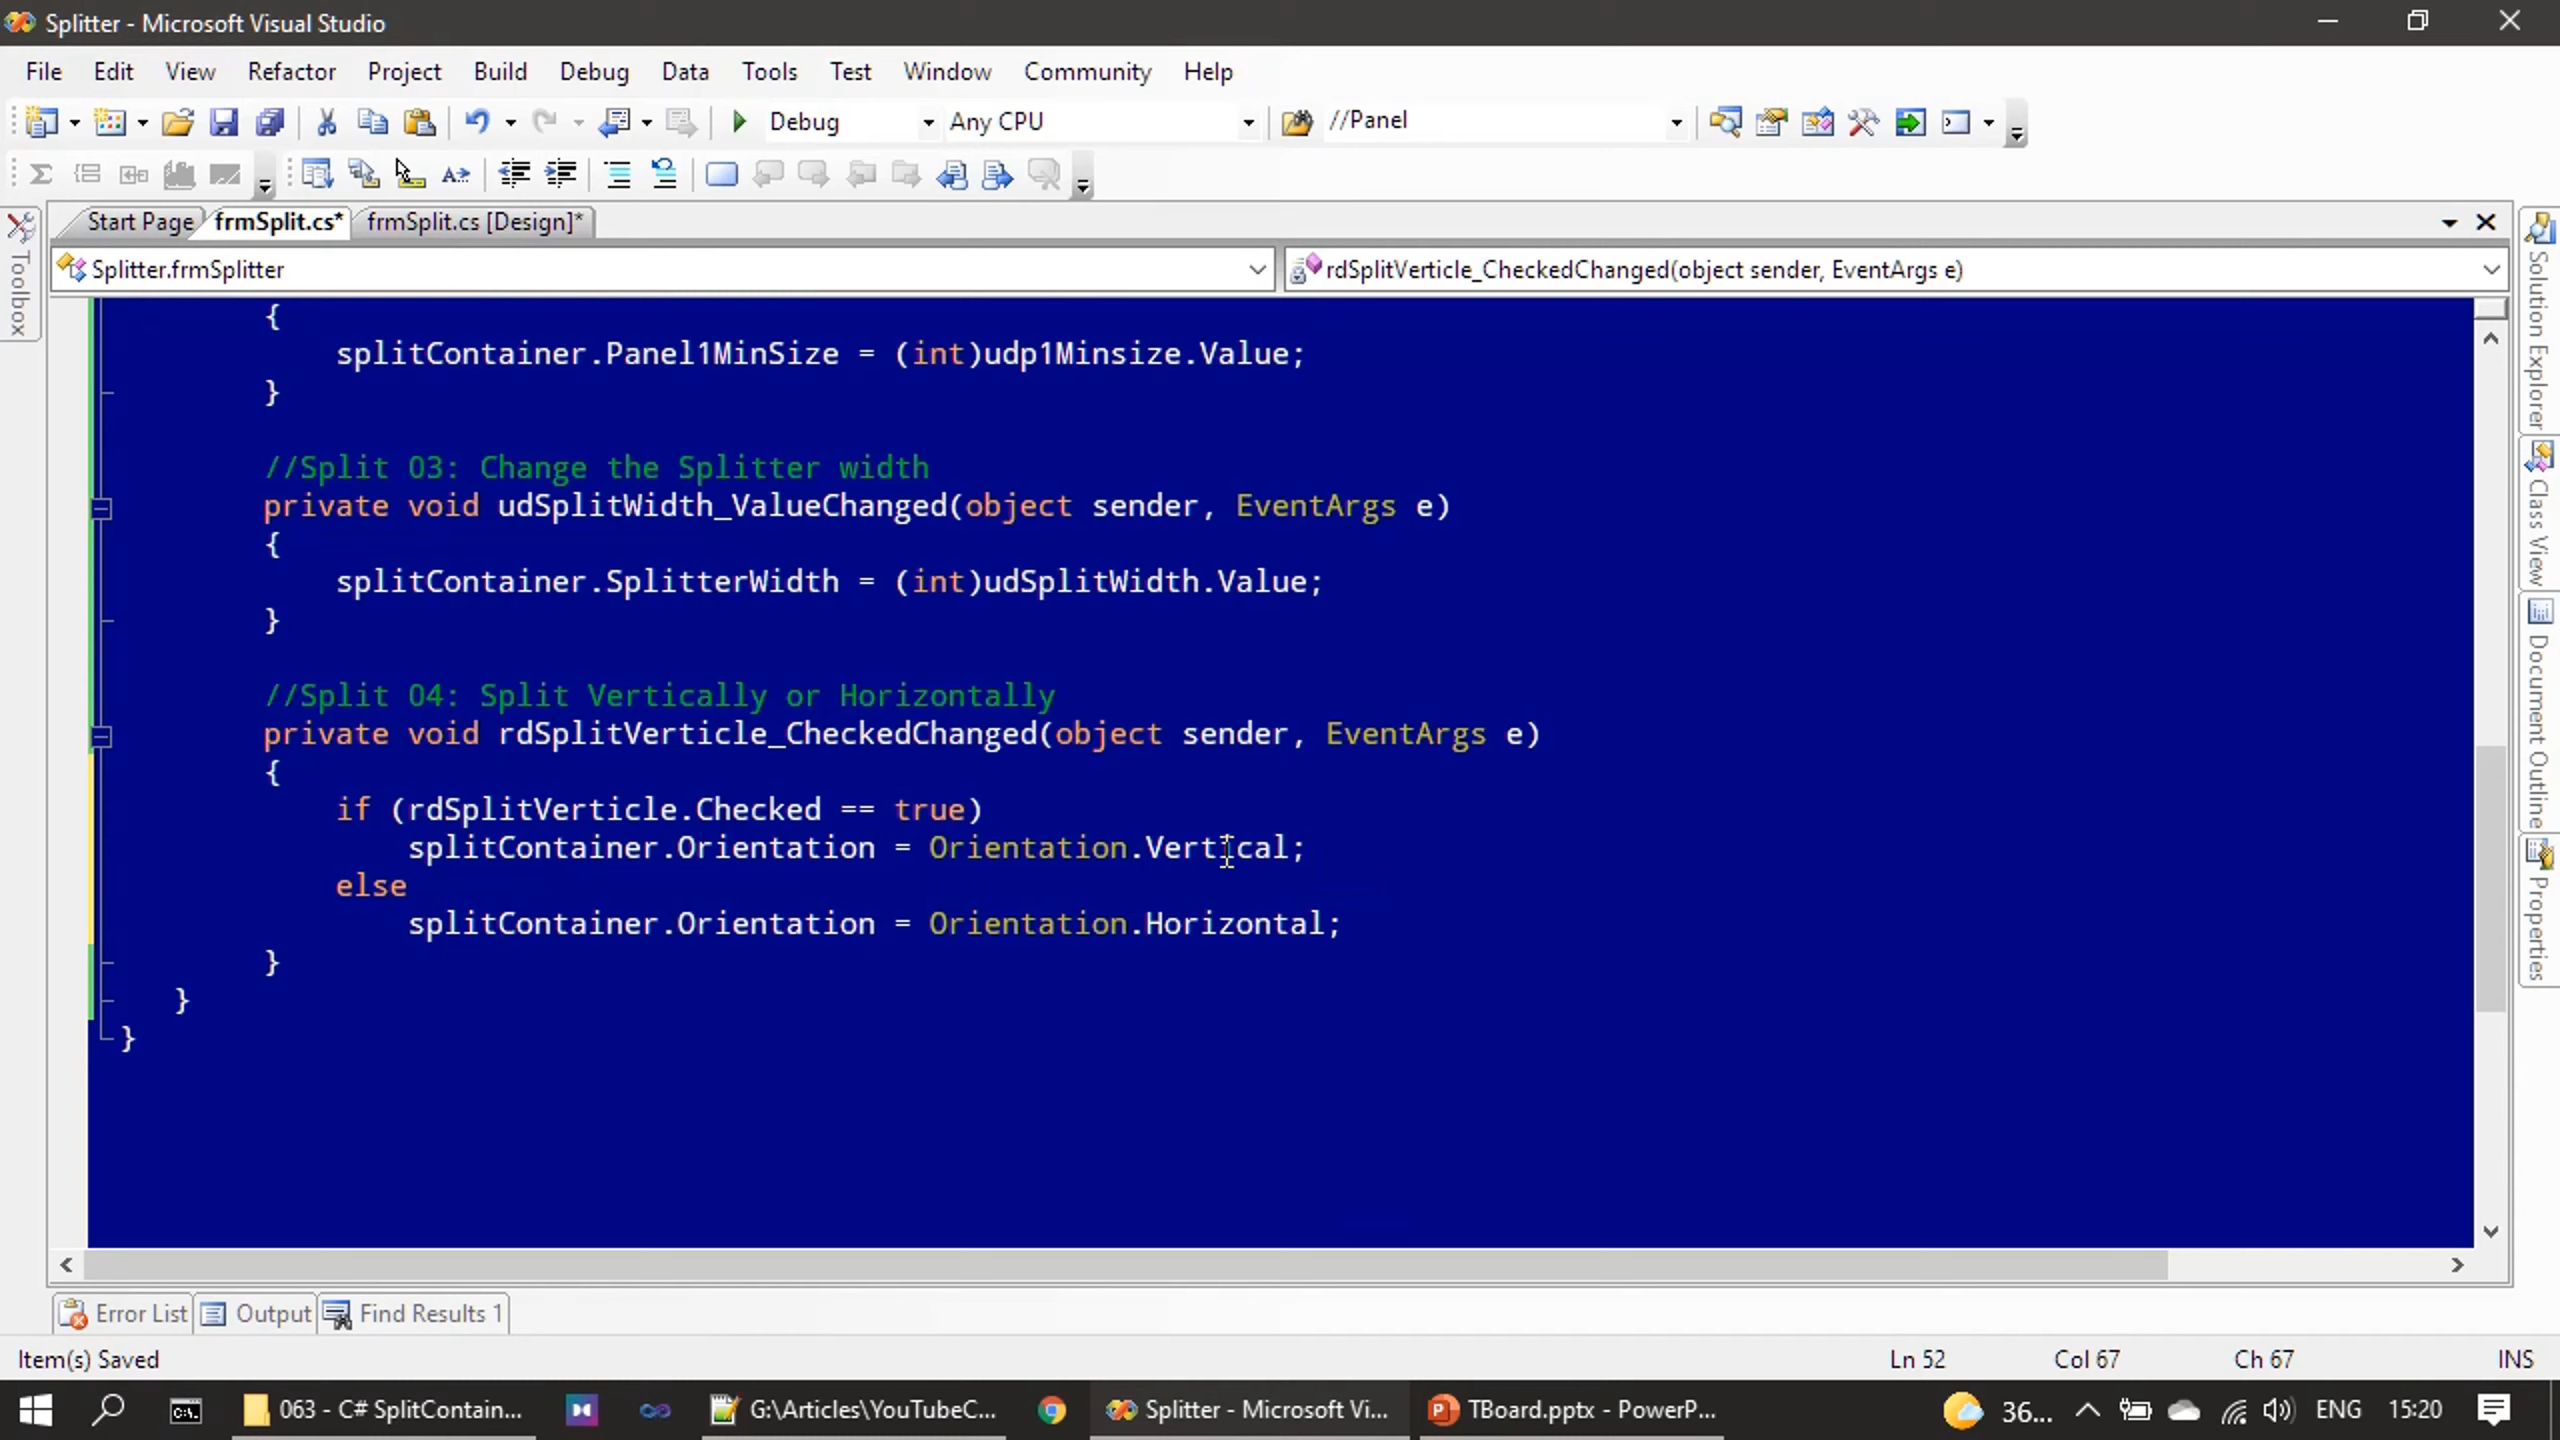 Splitter - Microsoft Visual Studio
File Edit View Refactor Project Build Debug Data Tools Test Window Community Help
Debug Any CPU //Panel
Start Page frmSplit.cs* frmSplit.cs [Design]*
Splitter.frmSplitter rdSplitVerticle_CheckedChanged(object sender, EventArgs e)
Toolbox
{
splitContainer.Panel1MinSize = (int)udp1Minsize.Value;
}
//Split 03: Change the Splitter width
private void udSplitWidth_ValueChanged(object sender, EventArgs e)
{
splitContainer.SplitterWidth = (int)udSplitWidth.Value;
}
//Split 04: Split Vertically or Horizontally
private void rdSplitVerticle_CheckedChanged(object sender, EventArgs e)
{
if (rdSplitVerticle.Checked == true)
splitContainer.Orientation = Orientation.Vertical;
else
splitContainer.Orientation = Orientation.Horizontal;
}
}
}
Solution Explorer
Class View
Document Outline
Properties
Error List Output Find Results 1
Item(s) Saved Ln 52 Col 67 Ch 67 INS
063 - C# SplitContain... G:\Articles\YouTubeC... Splitter - Microsoft Vi... TBoard.pptx - PowerP... 36... ENG 15:20